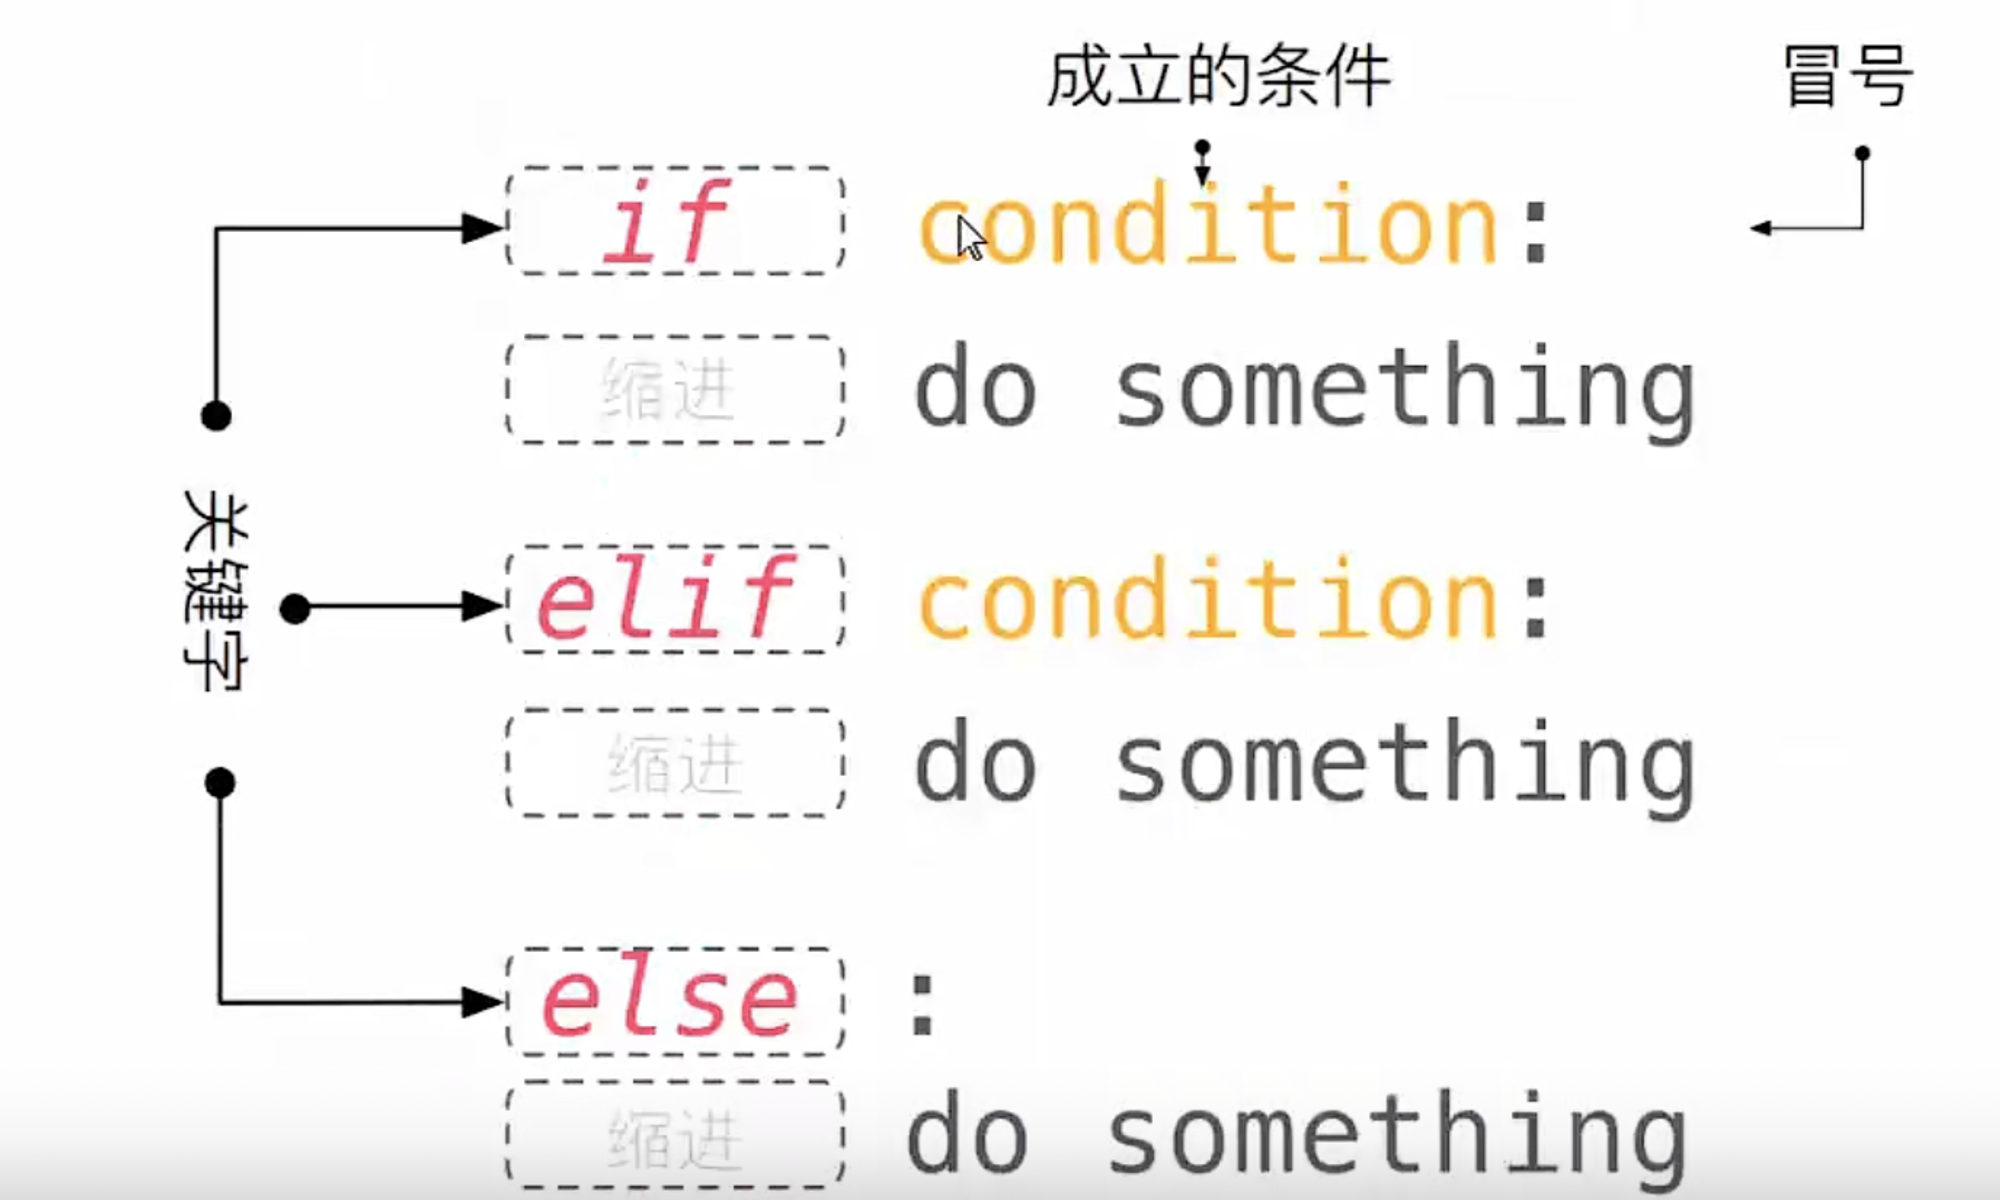 成立的条件 冒号
if condition:
缩进 do something
关键字
elif condition:
缩进 do something
else :
缩进 do something